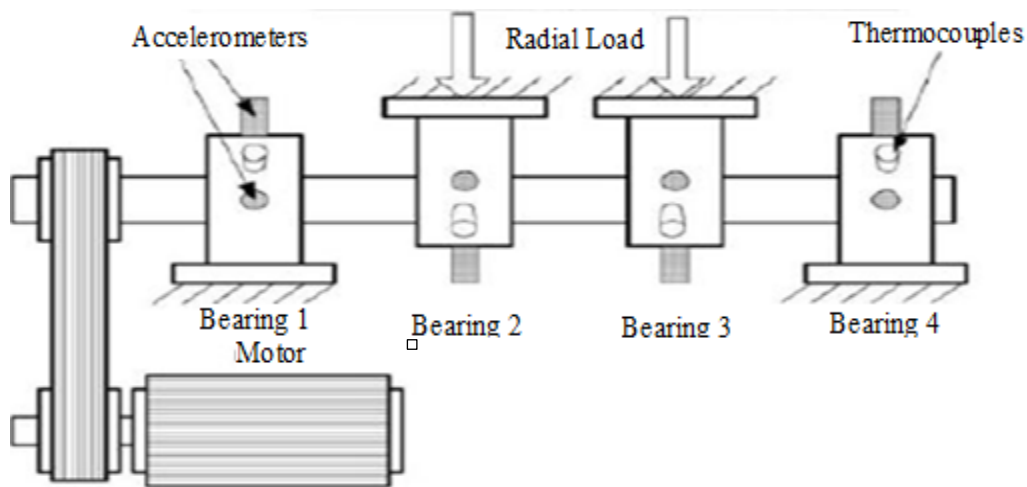 Accelerometers
Radial Load
Thermocouples
Bearing 1
Bearing 2
Bearing 3
Bearing 4
Motor